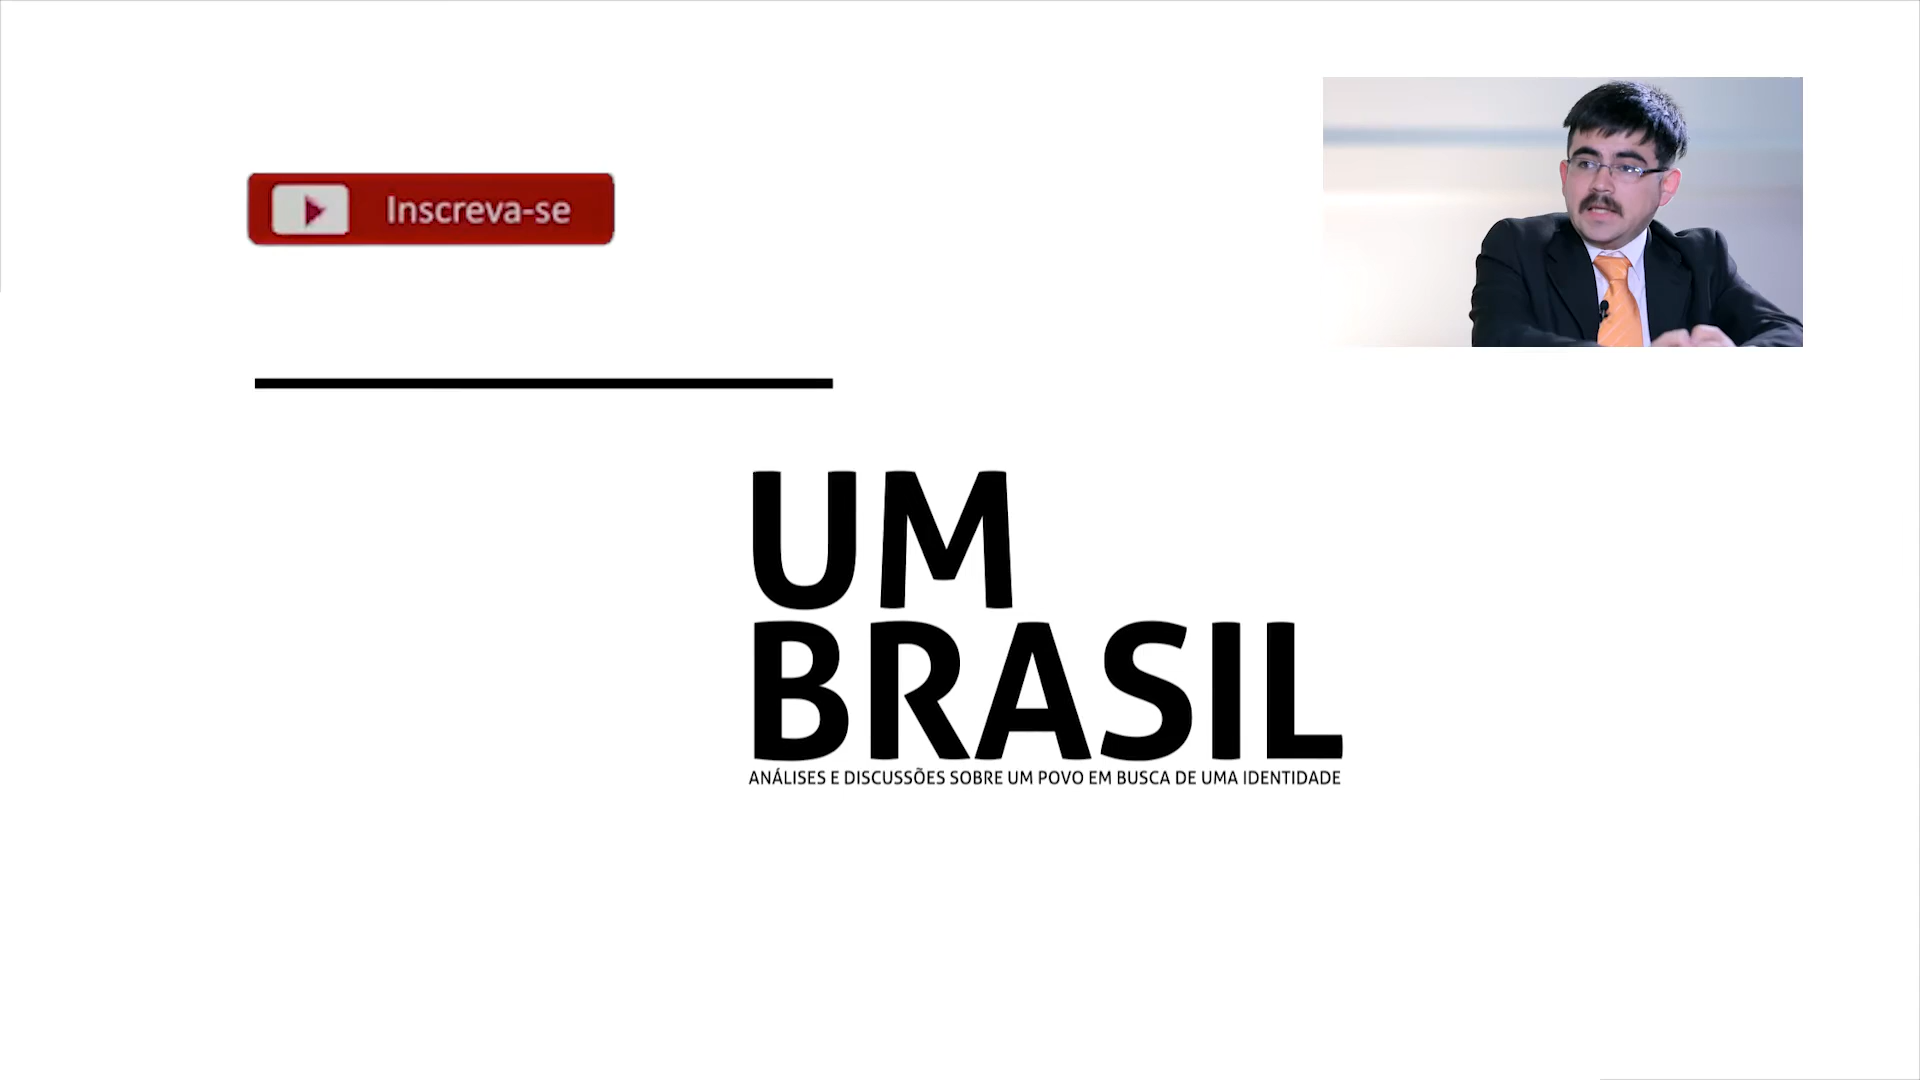 Inscreva-se
UM
BRASIL
ANÁLISES E DISCUSSÕES SOBRE UM POVO EM BUSCA DE UMA IDENTIDADE